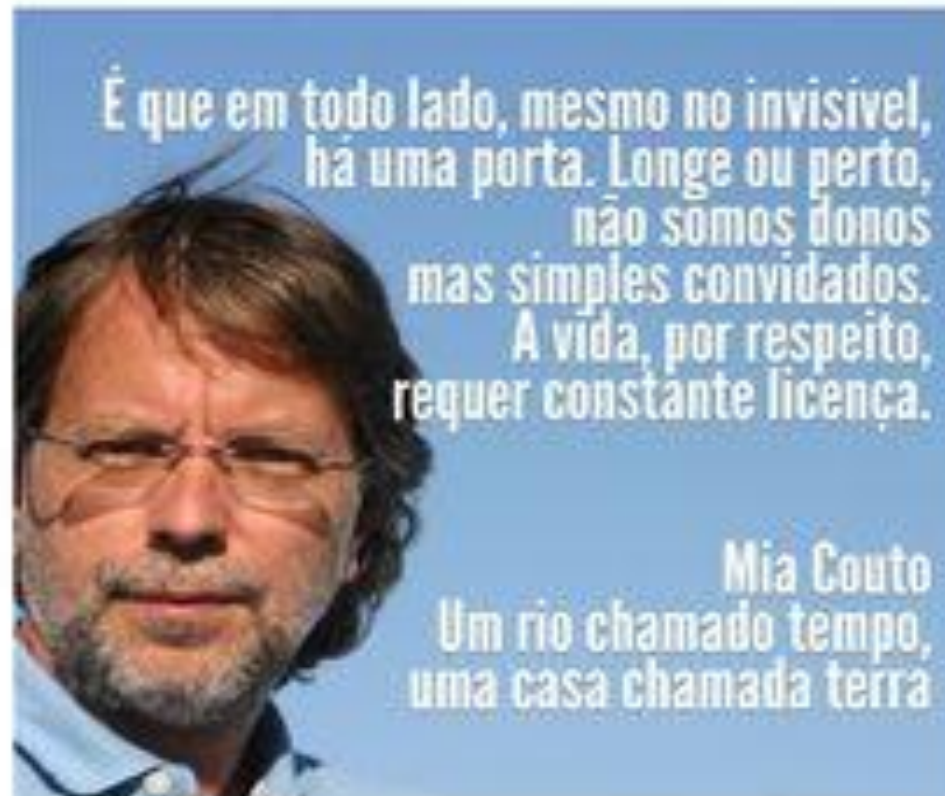 É que em todo lado, mesmo no invisível,
há uma porta. Longe ou perto,
não somos donos
mas simples convidados.
A vida, por respeito,
requer constante licença.
Mia Couto
Um rio chamado tempo,
uma casa chamada terra